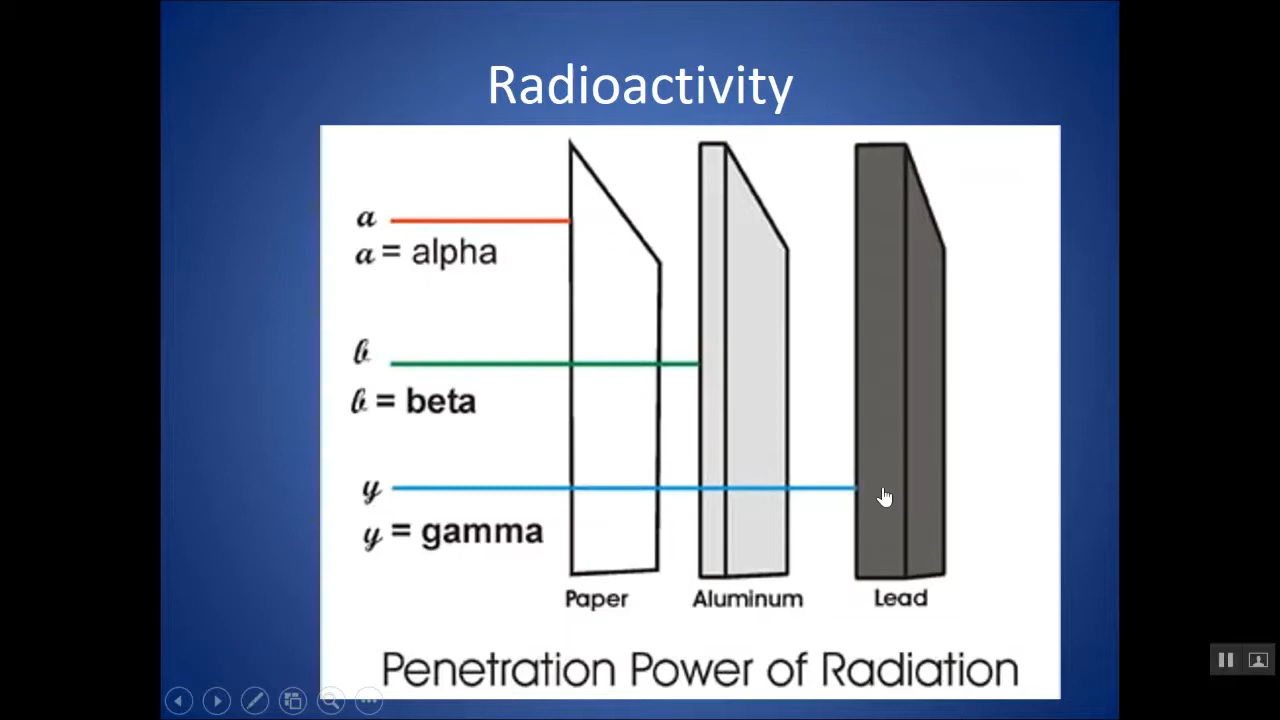 Radioactivity
a
a = alpha
b
b = beta
y
y = gamma
Paper Aluminum Lead
Penetration Power of Radiation